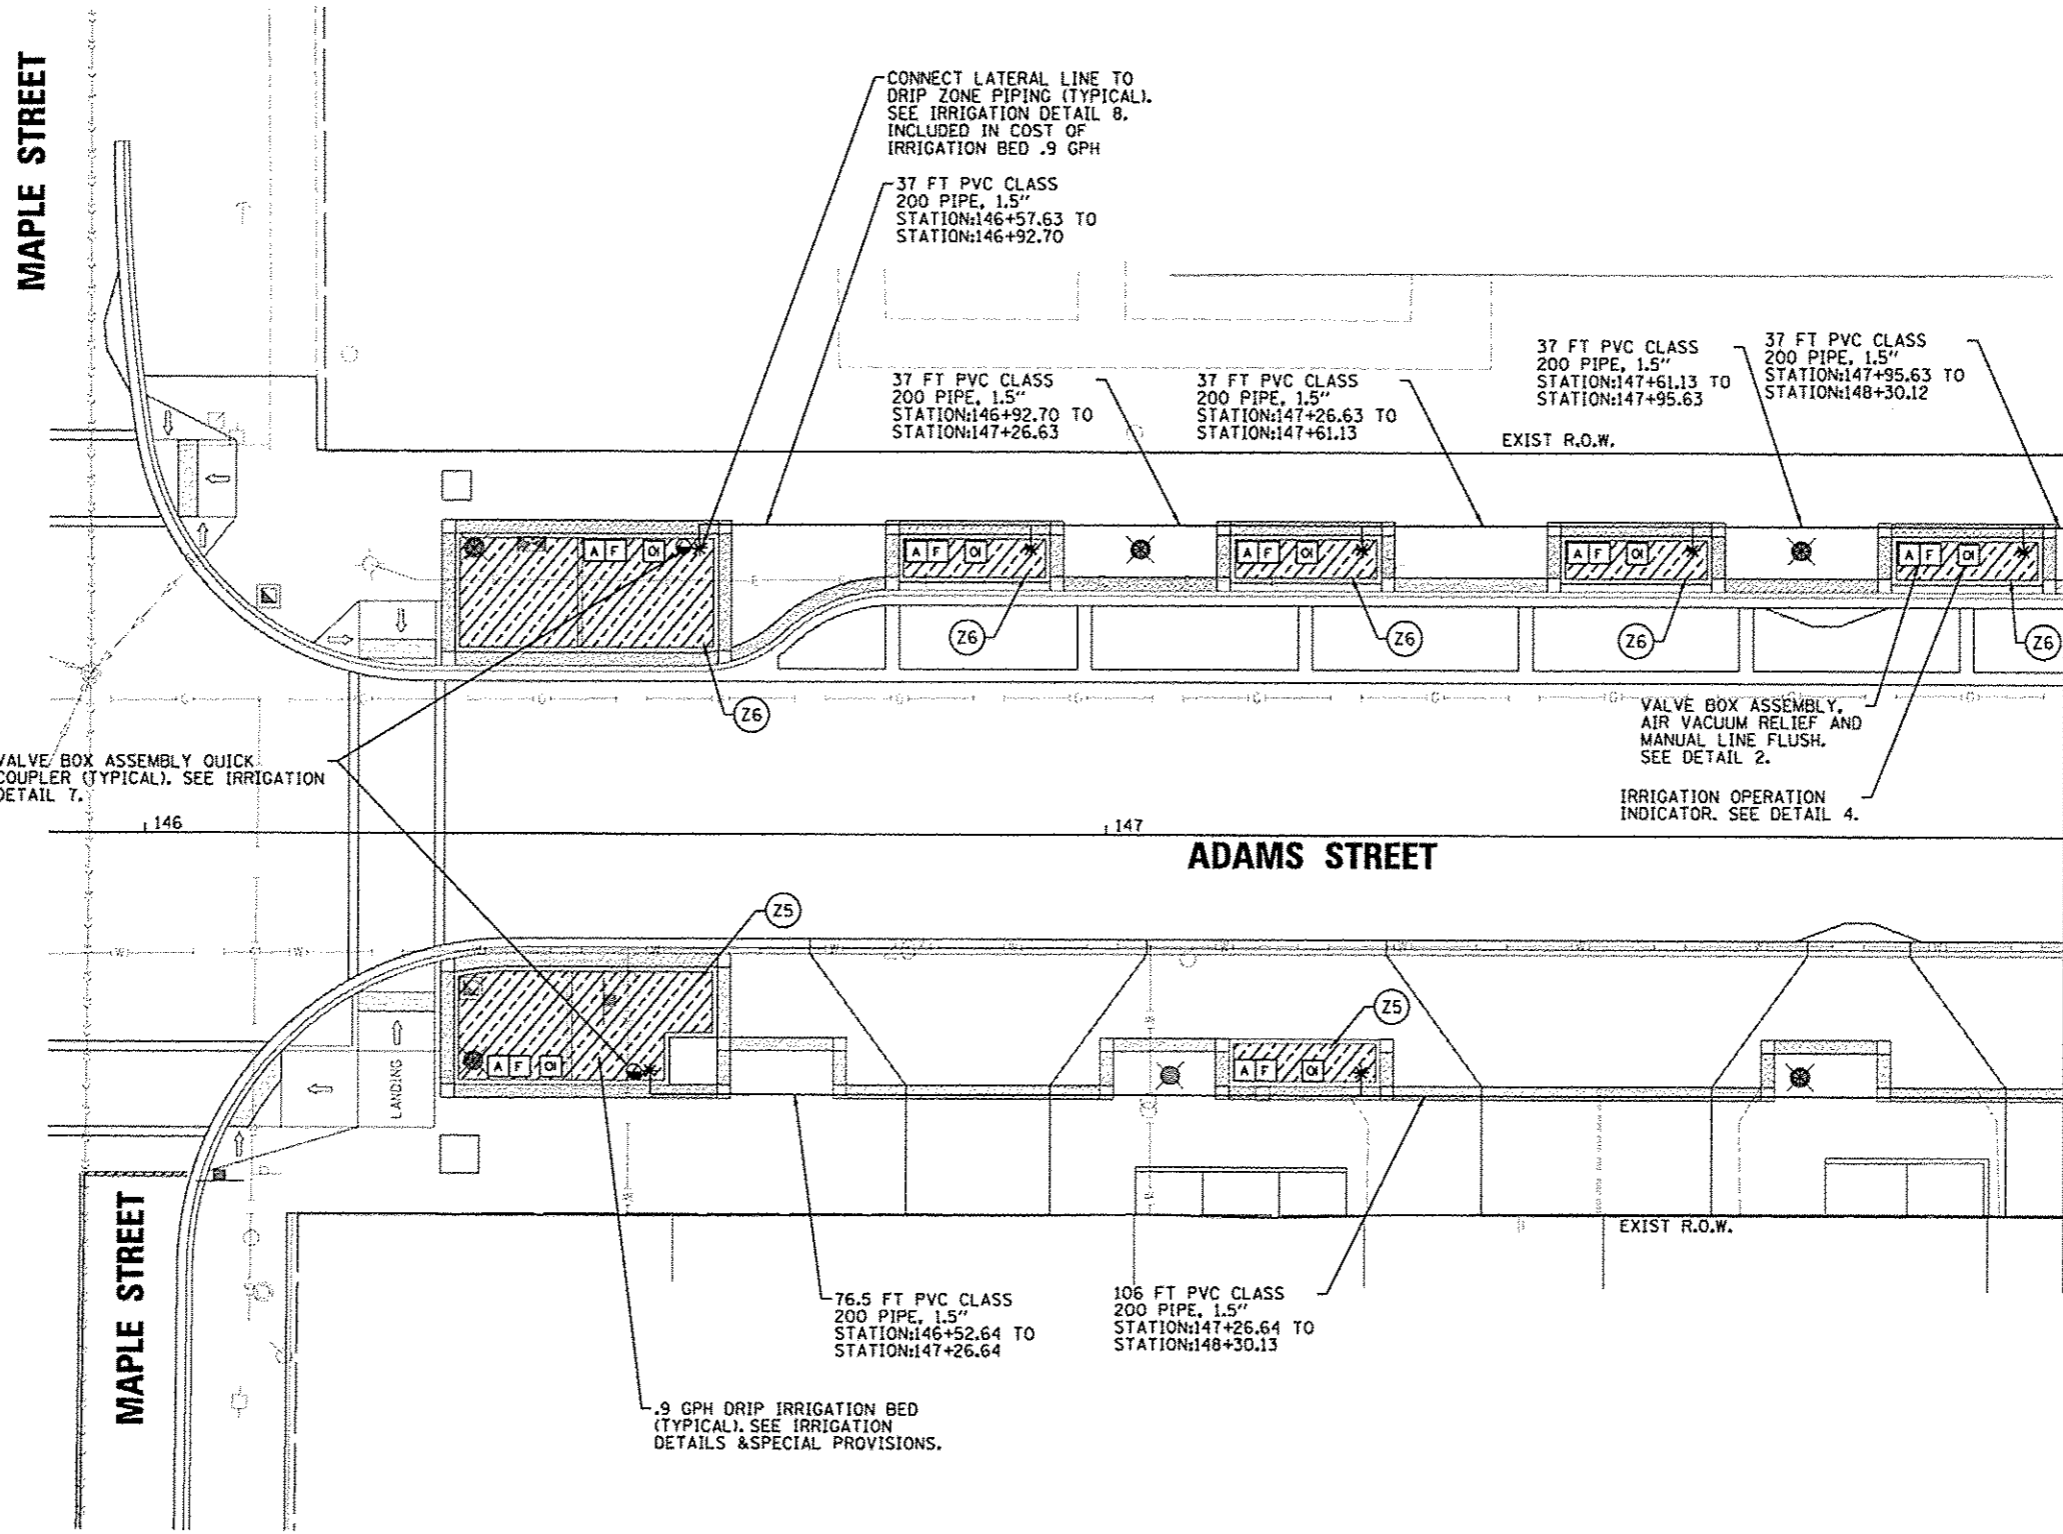 MAPLE STREET
CONNECT LATERAL LINE TO
DRIP ZONE PIPING (TYPICAL).
SEE IRRIGATION DETAIL 8.
INCLUDED IN COST OF
IRRIGATION BED .9 GPH
37 FT PVC CLASS
200 PIPE, 1.5"
STATION:146+57.63 TO
STATION:146+92.70
37 FT PVC CLASS
200 PIPE, 1.5"
STATION:146+92.70 TO
STATION:147+26.63
37 FT PVC CLASS
200 PIPE, 1.5"
STATION:147+26.63 TO
STATION:147+61.13
37 FT PVC CLASS
200 PIPE, 1.5"
STATION:147+61.13 TO
STATION:147+95.63
37 FT PVC CLASS
200 PIPE, 1.5"
STATION:147+95.63 TO
STATION:148+30.12
EXIST R.O.W.
A F OI
A F OI
A F OI
A F OI
A F OI
Z6
Z6
Z6
Z6
Z6
VALVE BOX ASSEMBLY QUICK
COUPLER (TYPICAL). SEE IRRIGATION
DETAIL 7.
VALVE BOX ASSEMBLY,
AIR VACUUM RELIEF AND
MANUAL LINE FLUSH.
SEE DETAIL 2.
IRRIGATION OPERATION
INDICATOR. SEE DETAIL 4.
146
147
ADAMS STREET
Z5
Z5
A F OI
A F OI
LANDING
MAPLE STREET
EXIST R.O.W.
76.5 FT PVC CLASS
200 PIPE, 1.5"
STATION:146+52.64 TO
STATION:147+26.64
106 FT PVC CLASS
200 PIPE, 1.5"
STATION:147+26.64 TO
STATION:148+30.13
.9 GPH DRIP IRRIGATION BED
(TYPICAL). SEE IRRIGATION
DETAILS &SPECIAL PROVISIONS.